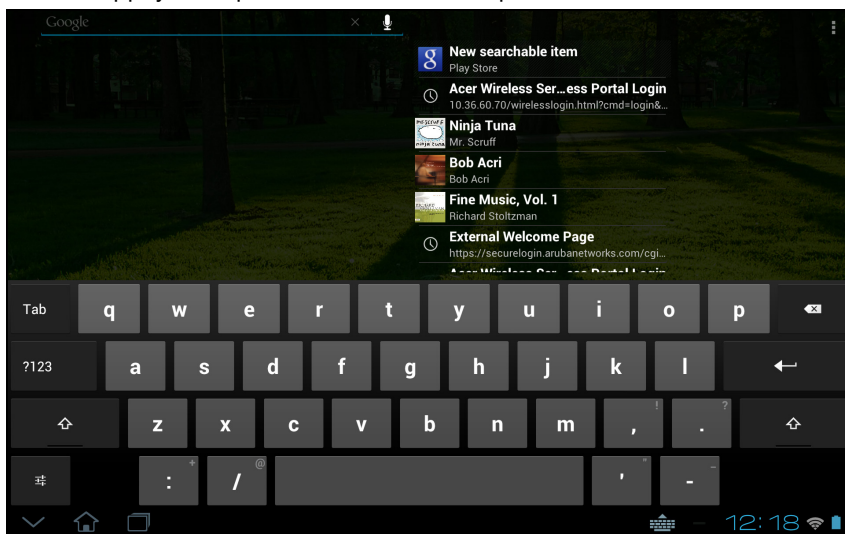 Google
New searchable item
Play Store
Acer Wireless Ser...ess Portal Login
10.36.60.70/wirelesslogin.html?cmd=login&...
Ninja Tuna
Mr. Scruff
Bob Acri
Bob Acri
Fine Music, Vol. 1
Richard Stoltzman
External Welcome Page
https://securelogin.arubanetworks.com/cgi...
Tab q w e r t y u i o p
?123 a s d f g h j k l
z x c v b n m , ! . ?
: + / @ ' " - _
12:18